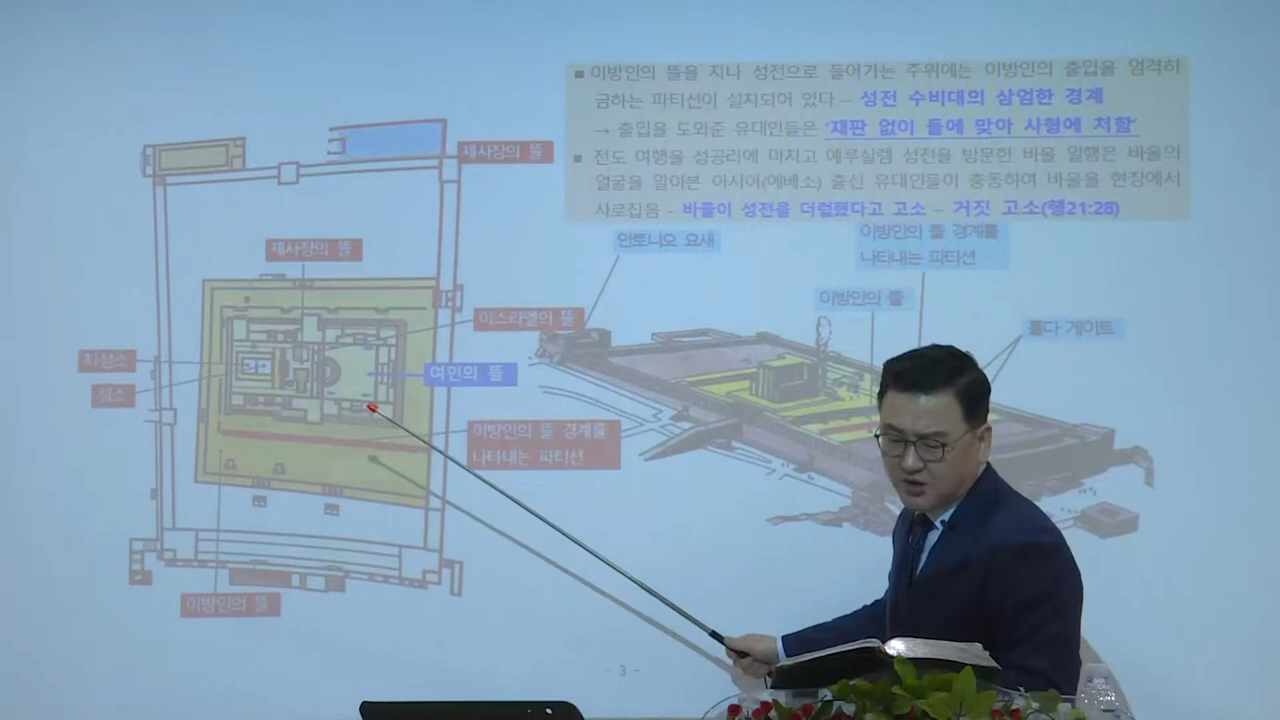 ■ 이방인의 뜰을 지나 성전으로 들어가는 주위에는 이방인의 출입을 엄격히
금하는 파티션이 설치되어 있다 – 성전 수비대의 삼엄한 경계
→ 출입을 도와준 유대인들은 '재판 없이 돌에 맞아 사형에 처함'
■ 전도 여행을 성공리에 마치고 예루살렘 성전을 방문한 바울 일행은 바울의
얼굴을 알아본 아시아(에베소) 출신 유대인들이 충동하여 바울을 현장에서
사로잡음 - 바울이 성전을 더럽혔다고 고소 – 거짓 고소(행21:28)
제사장의 뜰
제사장의 뜰
이스라엘의 뜰
지성소
여인의 뜰
성소
이방인의 뜰 경계를
나타내는 파티션
이방인의 뜰
안토니오 요새
이방인의 뜰 경계를
나타내는 파티션
이방인의 뜰
훌다 게이트
- 3 -